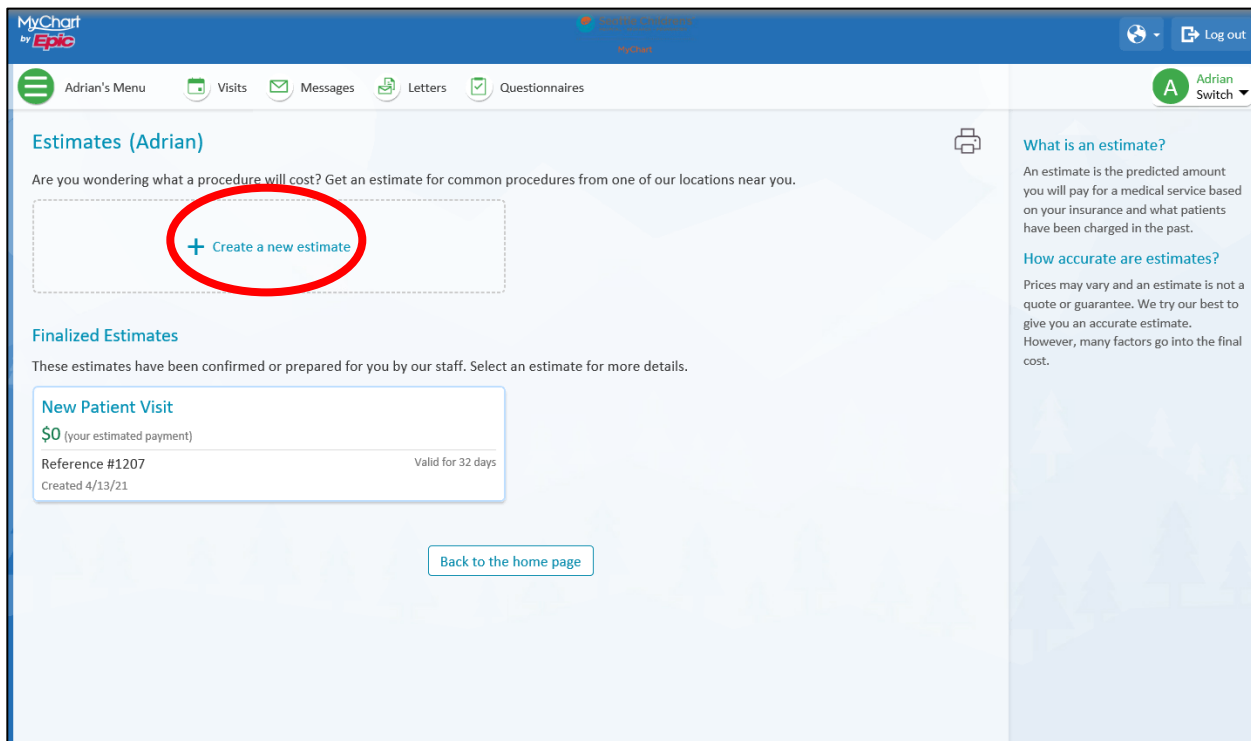 MyChart
by Epic
MyChart
Log out
Adrian's Menu
Visits
Messages
Letters
Questionnaires
A
Adrian
Switch
Estimates (Adrian)
Are you wondering what a procedure will cost? Get an estimate for common procedures from one of our locations near you.
+ Create a new estimate
Finalized Estimates
These estimates have been confirmed or prepared for you by our staff. Select an estimate for more details.
New Patient Visit
$0 (your estimated payment)
Reference #1207
Valid for 32 days
Created 4/13/21
Back to the home page
What is an estimate?
An estimate is the predicted amount
you will pay for a medical service based
on your insurance and what patients
have been charged in the past.
How accurate are estimates?
Prices may vary and an estimate is not a
quote or guarantee. We try our best to
give you an accurate estimate.
However, many factors go into the final
cost.